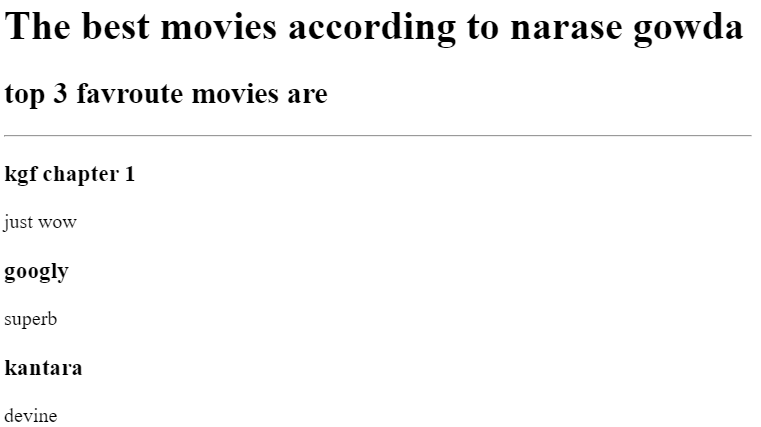 The best movies according to narase gowda
top 3 favroute movies are
kgf chapter 1
just wow
googly
superb
kantara
devine